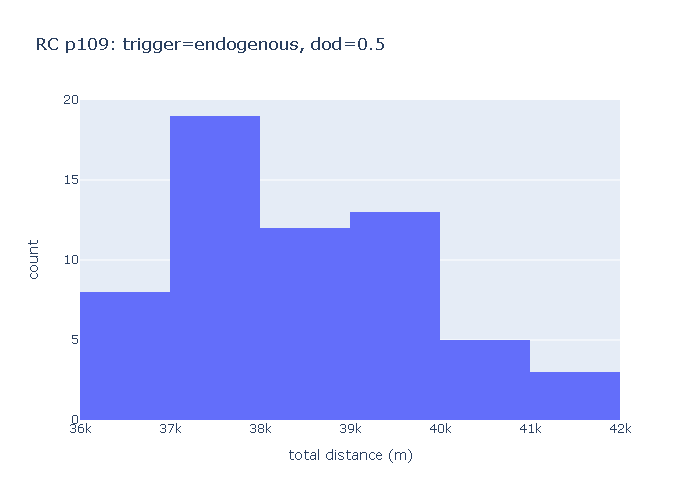 RC p109: trigger=endogenous, dod=0.5
20
15
10
5
0
count
36k 37k 38k 39k 40k 41k 42k
total distance (m)